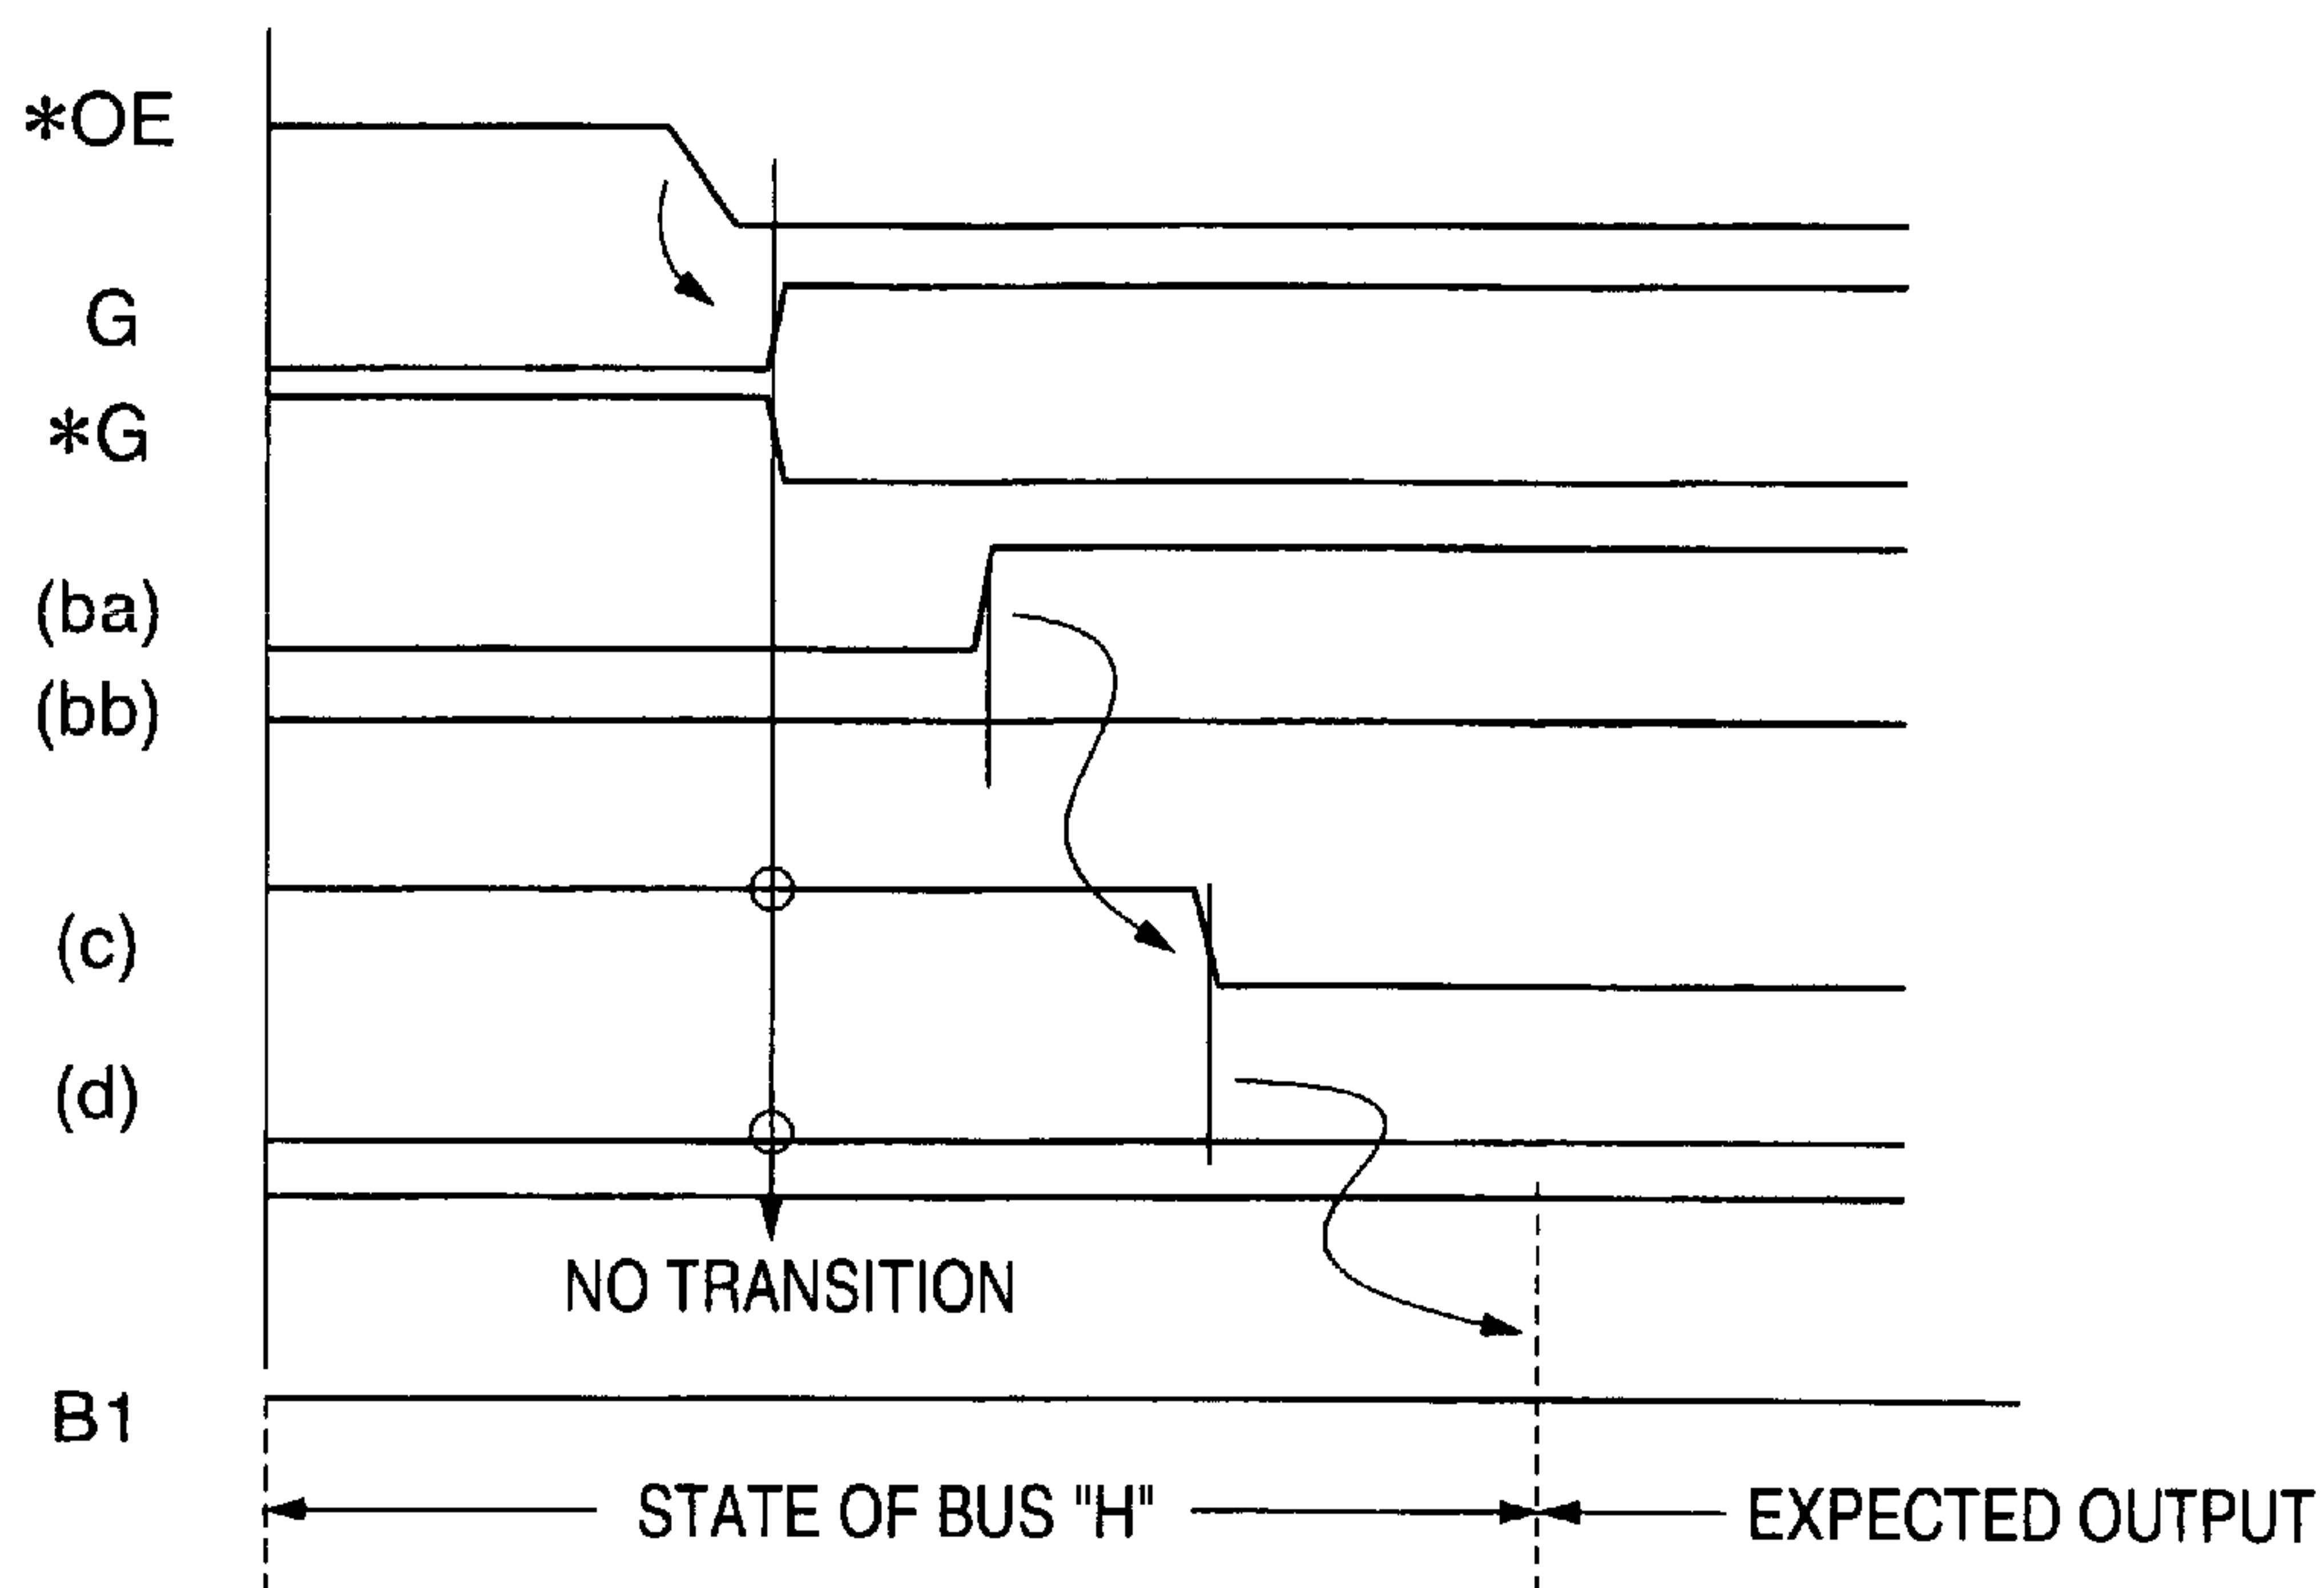 *OE
G
*G
(ba)
(bb)
(c)
(d)
NO TRANSITION
B1
STATE OF BUS "H"
EXPECTED OUTPUT